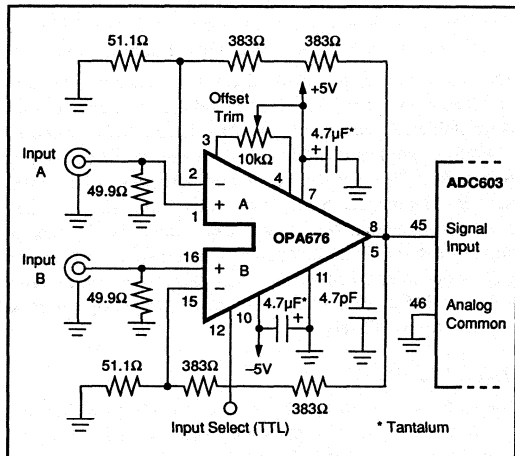 51.1Ω 383Ω 383Ω
+5V
Offset
Trim
3 10kΩ 4 7
4.7µF*
+
Input
A
49.9Ω
2 −
1 + A
OPA676
8
5
45
ADC603
Signal
Input
Input
B
49.9Ω
16 + B
15 −
12 10 11
4.7µF*
+
−5V
4.7pF
46
Analog
Common
51.1Ω 383Ω 383Ω
Input Select (TTL)
* Tantalum